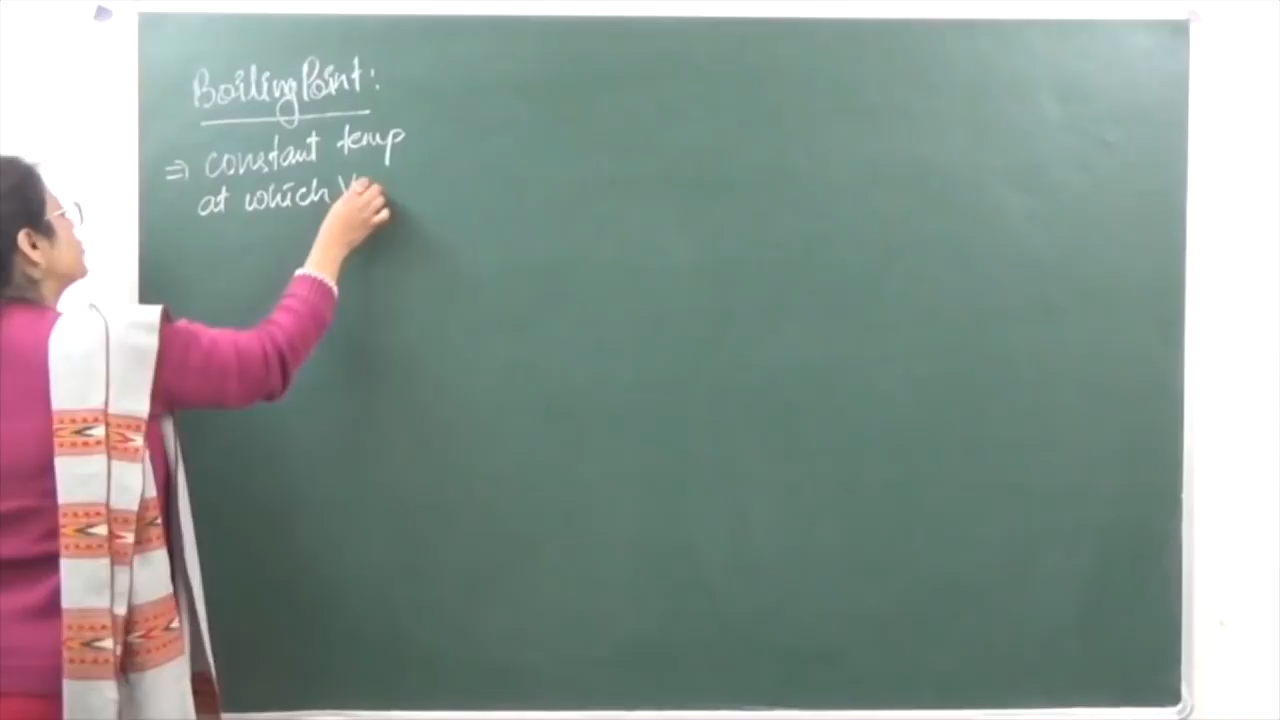 Boiling Point:
⇒ constant temp
at which